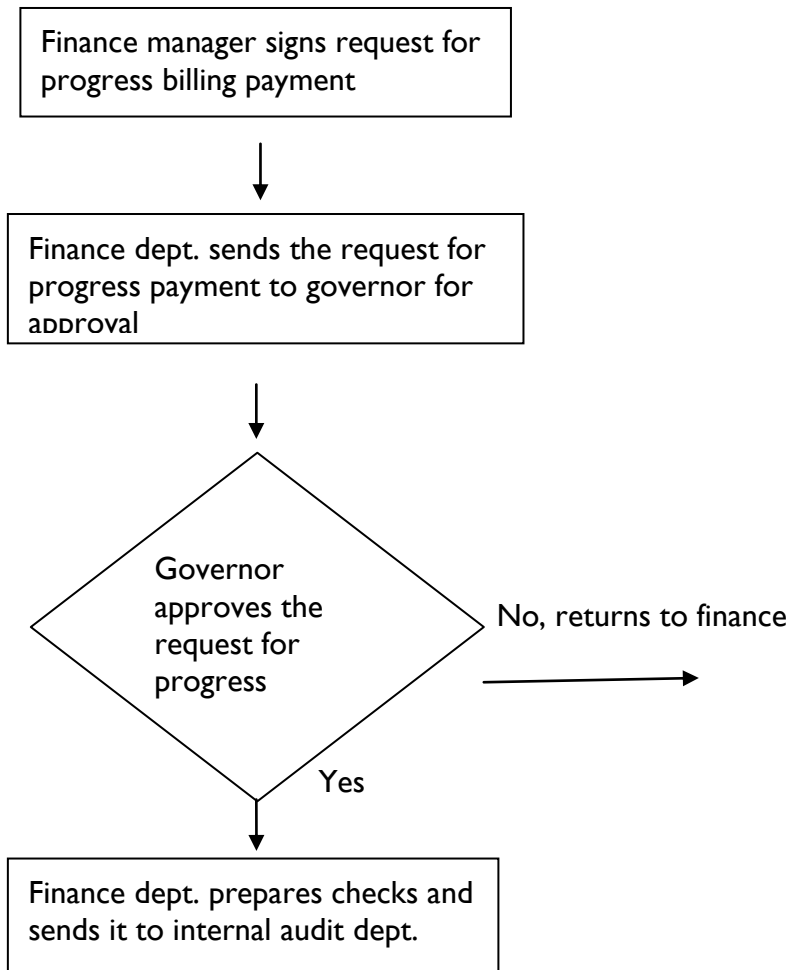 Finance manager signs request for
progress billing payment
Finance dept. sends the request for
progress payment to governor for
approval
Governor
approves the
request for
progress
No, returns to finance
Yes
Finance dept. prepares checks and
sends it to internal audit dept.